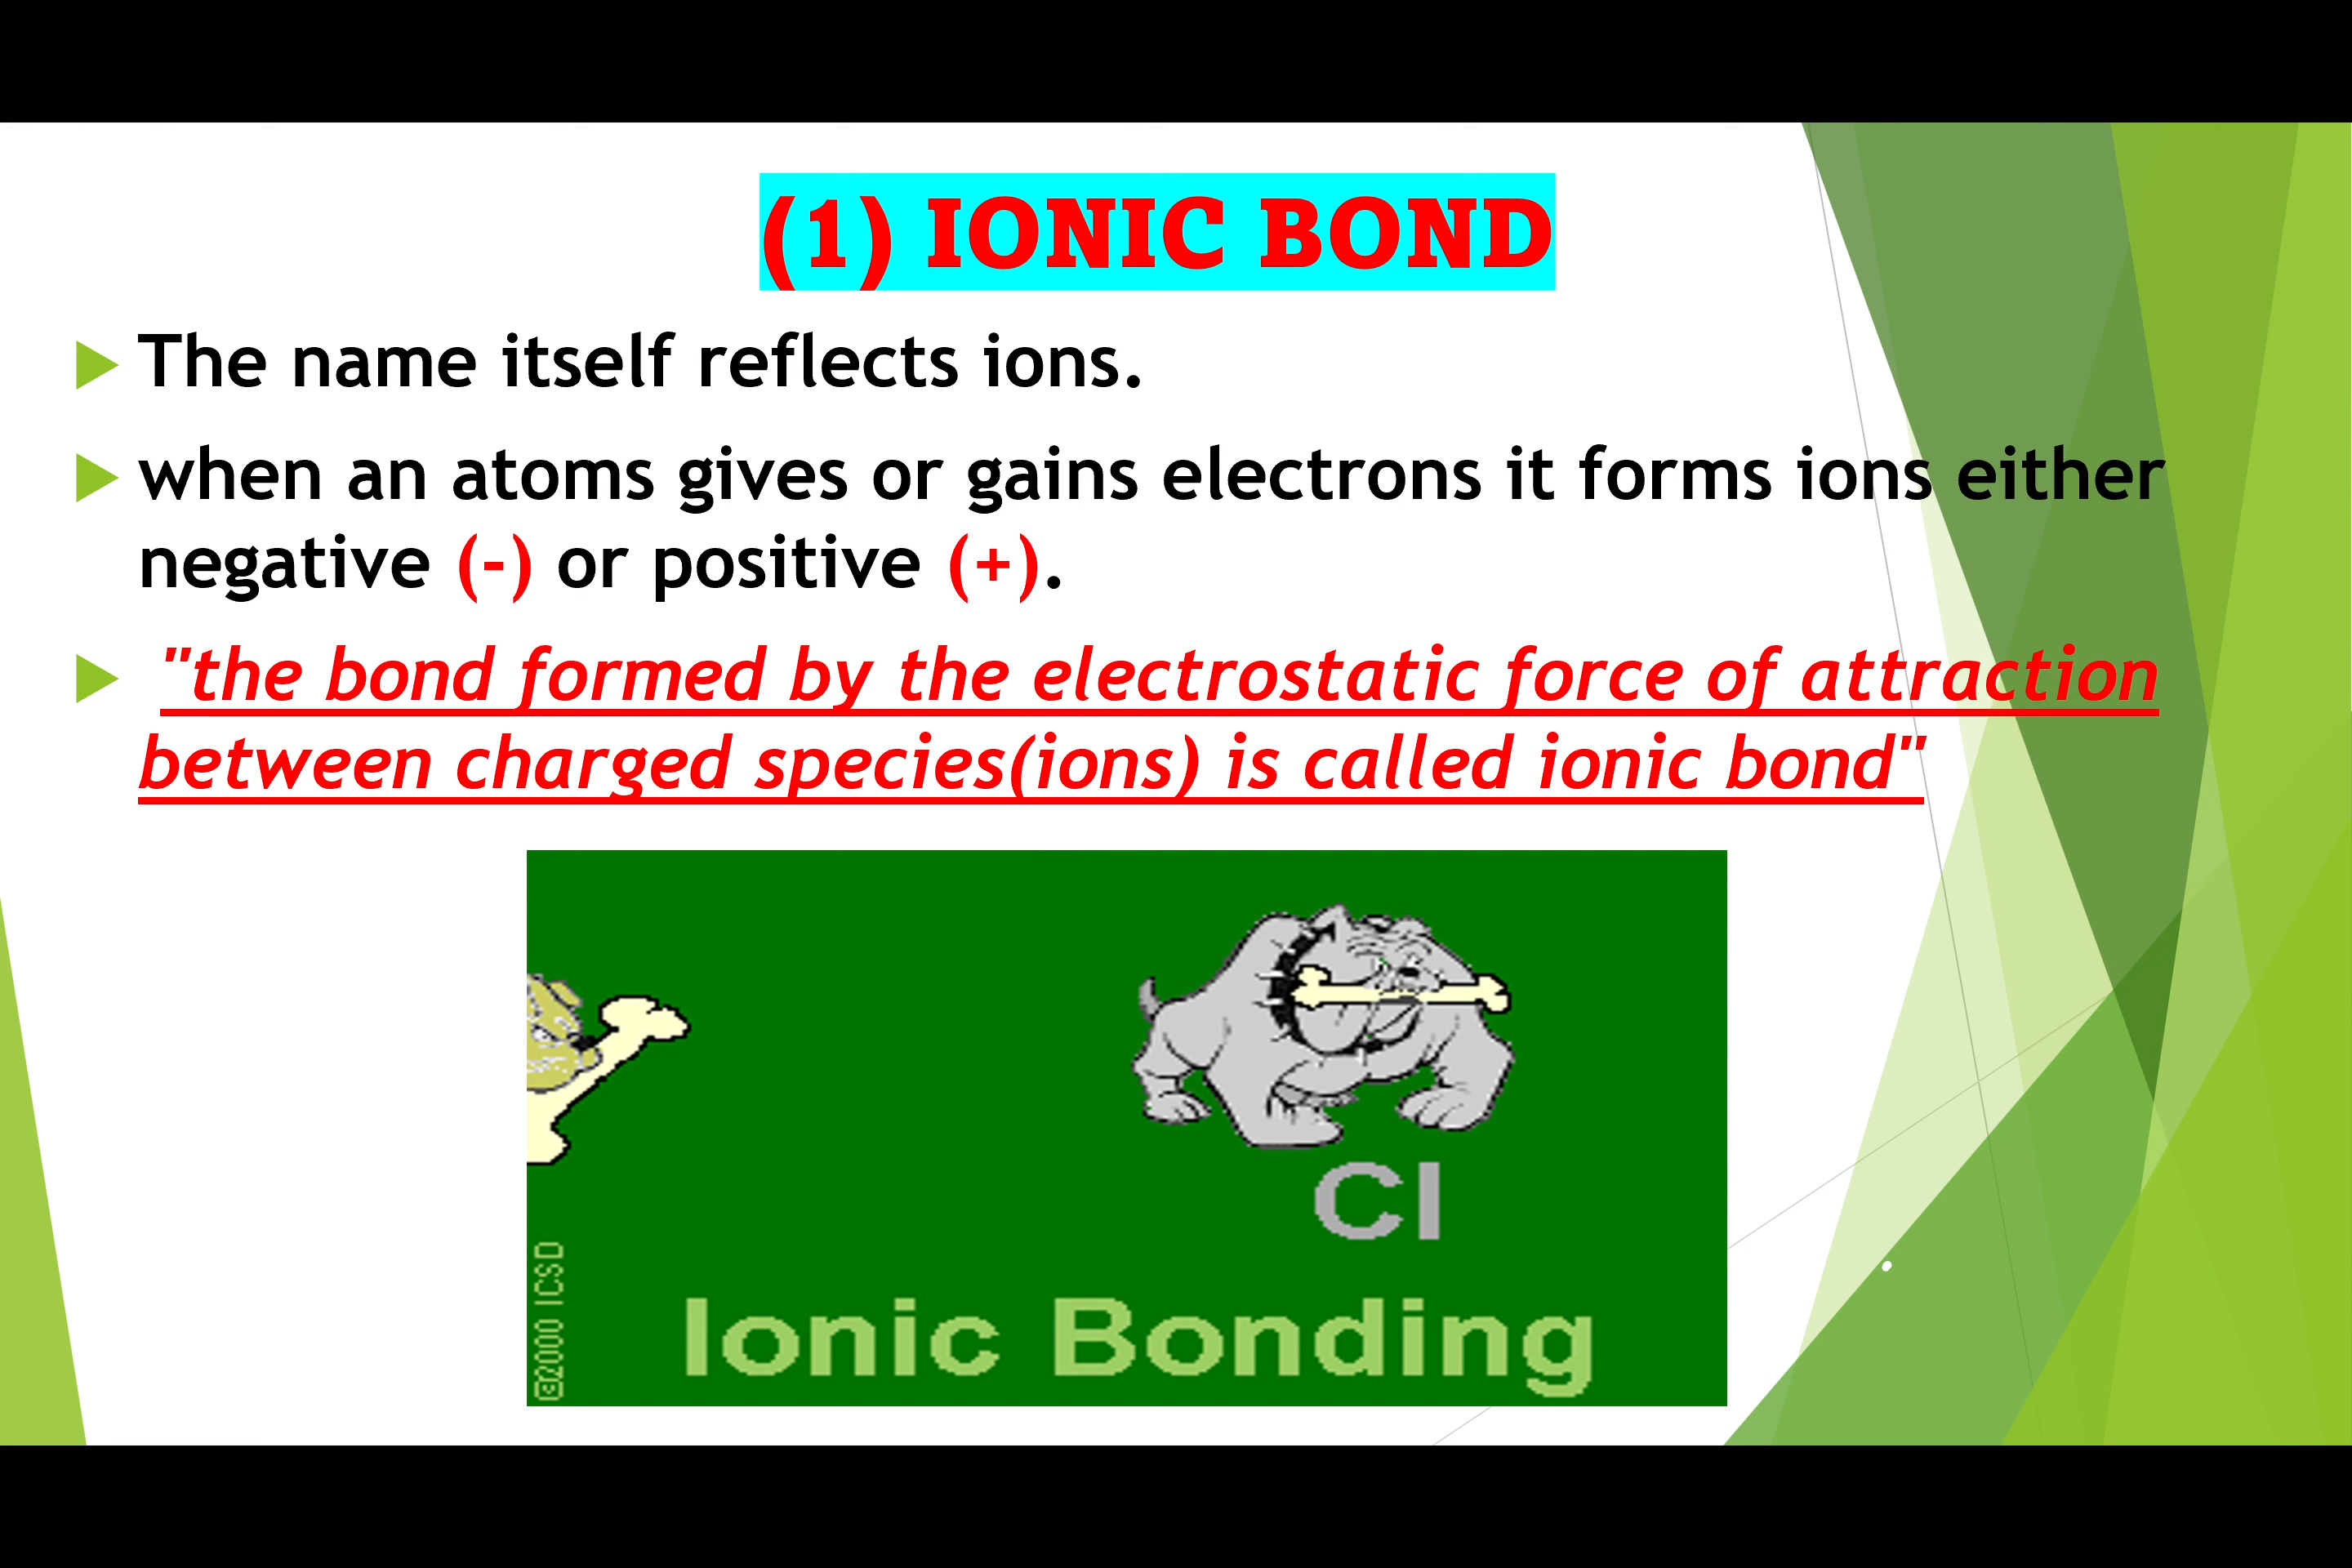 (1) IONIC BOND
The name itself reflects ions.
when an atoms gives or gains electrons it forms ions either
negative (-) or positive (+).
"the bond formed by the electrostatic force of attraction
between charged species(ions) is called ionic bond"
Cl
©2000 ICSD
Ionic Bonding